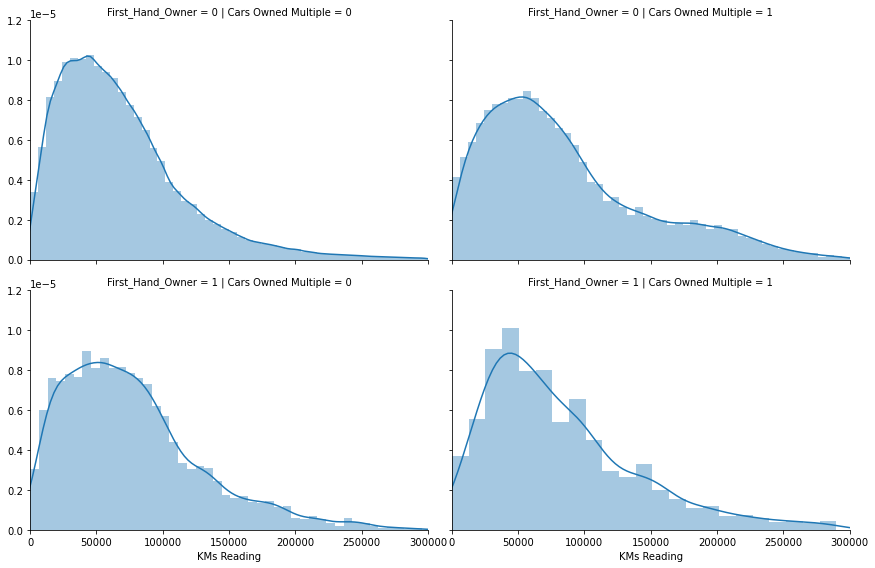 First_Hand_Owner = 0 | Cars Owned Multiple = 0
First_Hand_Owner = 0 | Cars Owned Multiple = 1
1e−5
1.2
1.0
0.8
0.6
0.4
0.2
0.0
First_Hand_Owner = 1 | Cars Owned Multiple = 0
First_Hand_Owner = 1 | Cars Owned Multiple = 1
1e−5
1.2
1.0
0.8
0.6
0.4
0.2
0.0
0 50000 100000 150000 200000 250000 300000
0 50000 100000 150000 200000 250000 300000
KMs Reading
KMs Reading